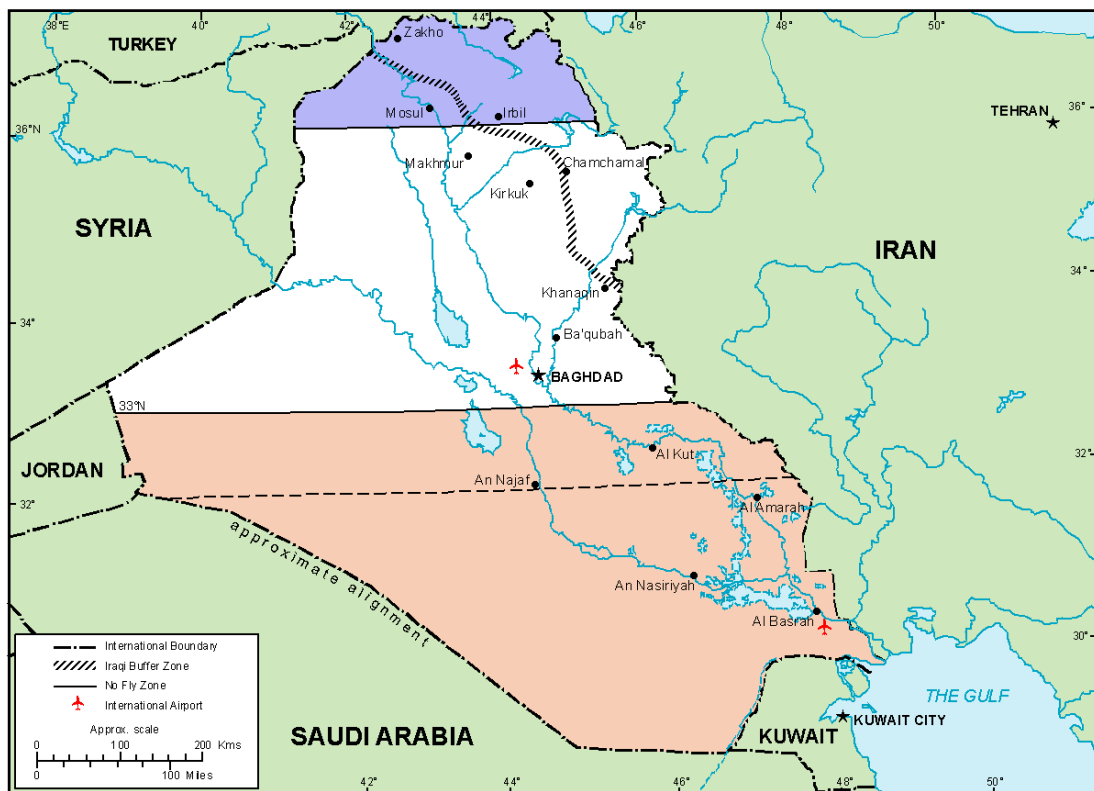 38°E
40°
42°
44°
46°
48°
50°
TURKEY
Zakho
TEHRAN
36°
36°N
Mosul
Irbil
Makhmur
Chamchamal
Kirkuk
SYRIA
IRAN
34°
Khanaqin
34°
Ba'qubah
BAGHDAD
33°N
JORDAN
Al Kut
32°
An Najaf
32°
Al Amarah
approximate alignment
An Nasiriyah
Al Basrah
30°
International Boundary
Iraqi Buffer Zone
No Fly Zone
International Airport
Approx. scale
0 100 200 Kms
0 100 Miles
THE GULF
KUWAIT CITY
KUWAIT
SAUDI ARABIA
42°
44°
46°
48°
50°